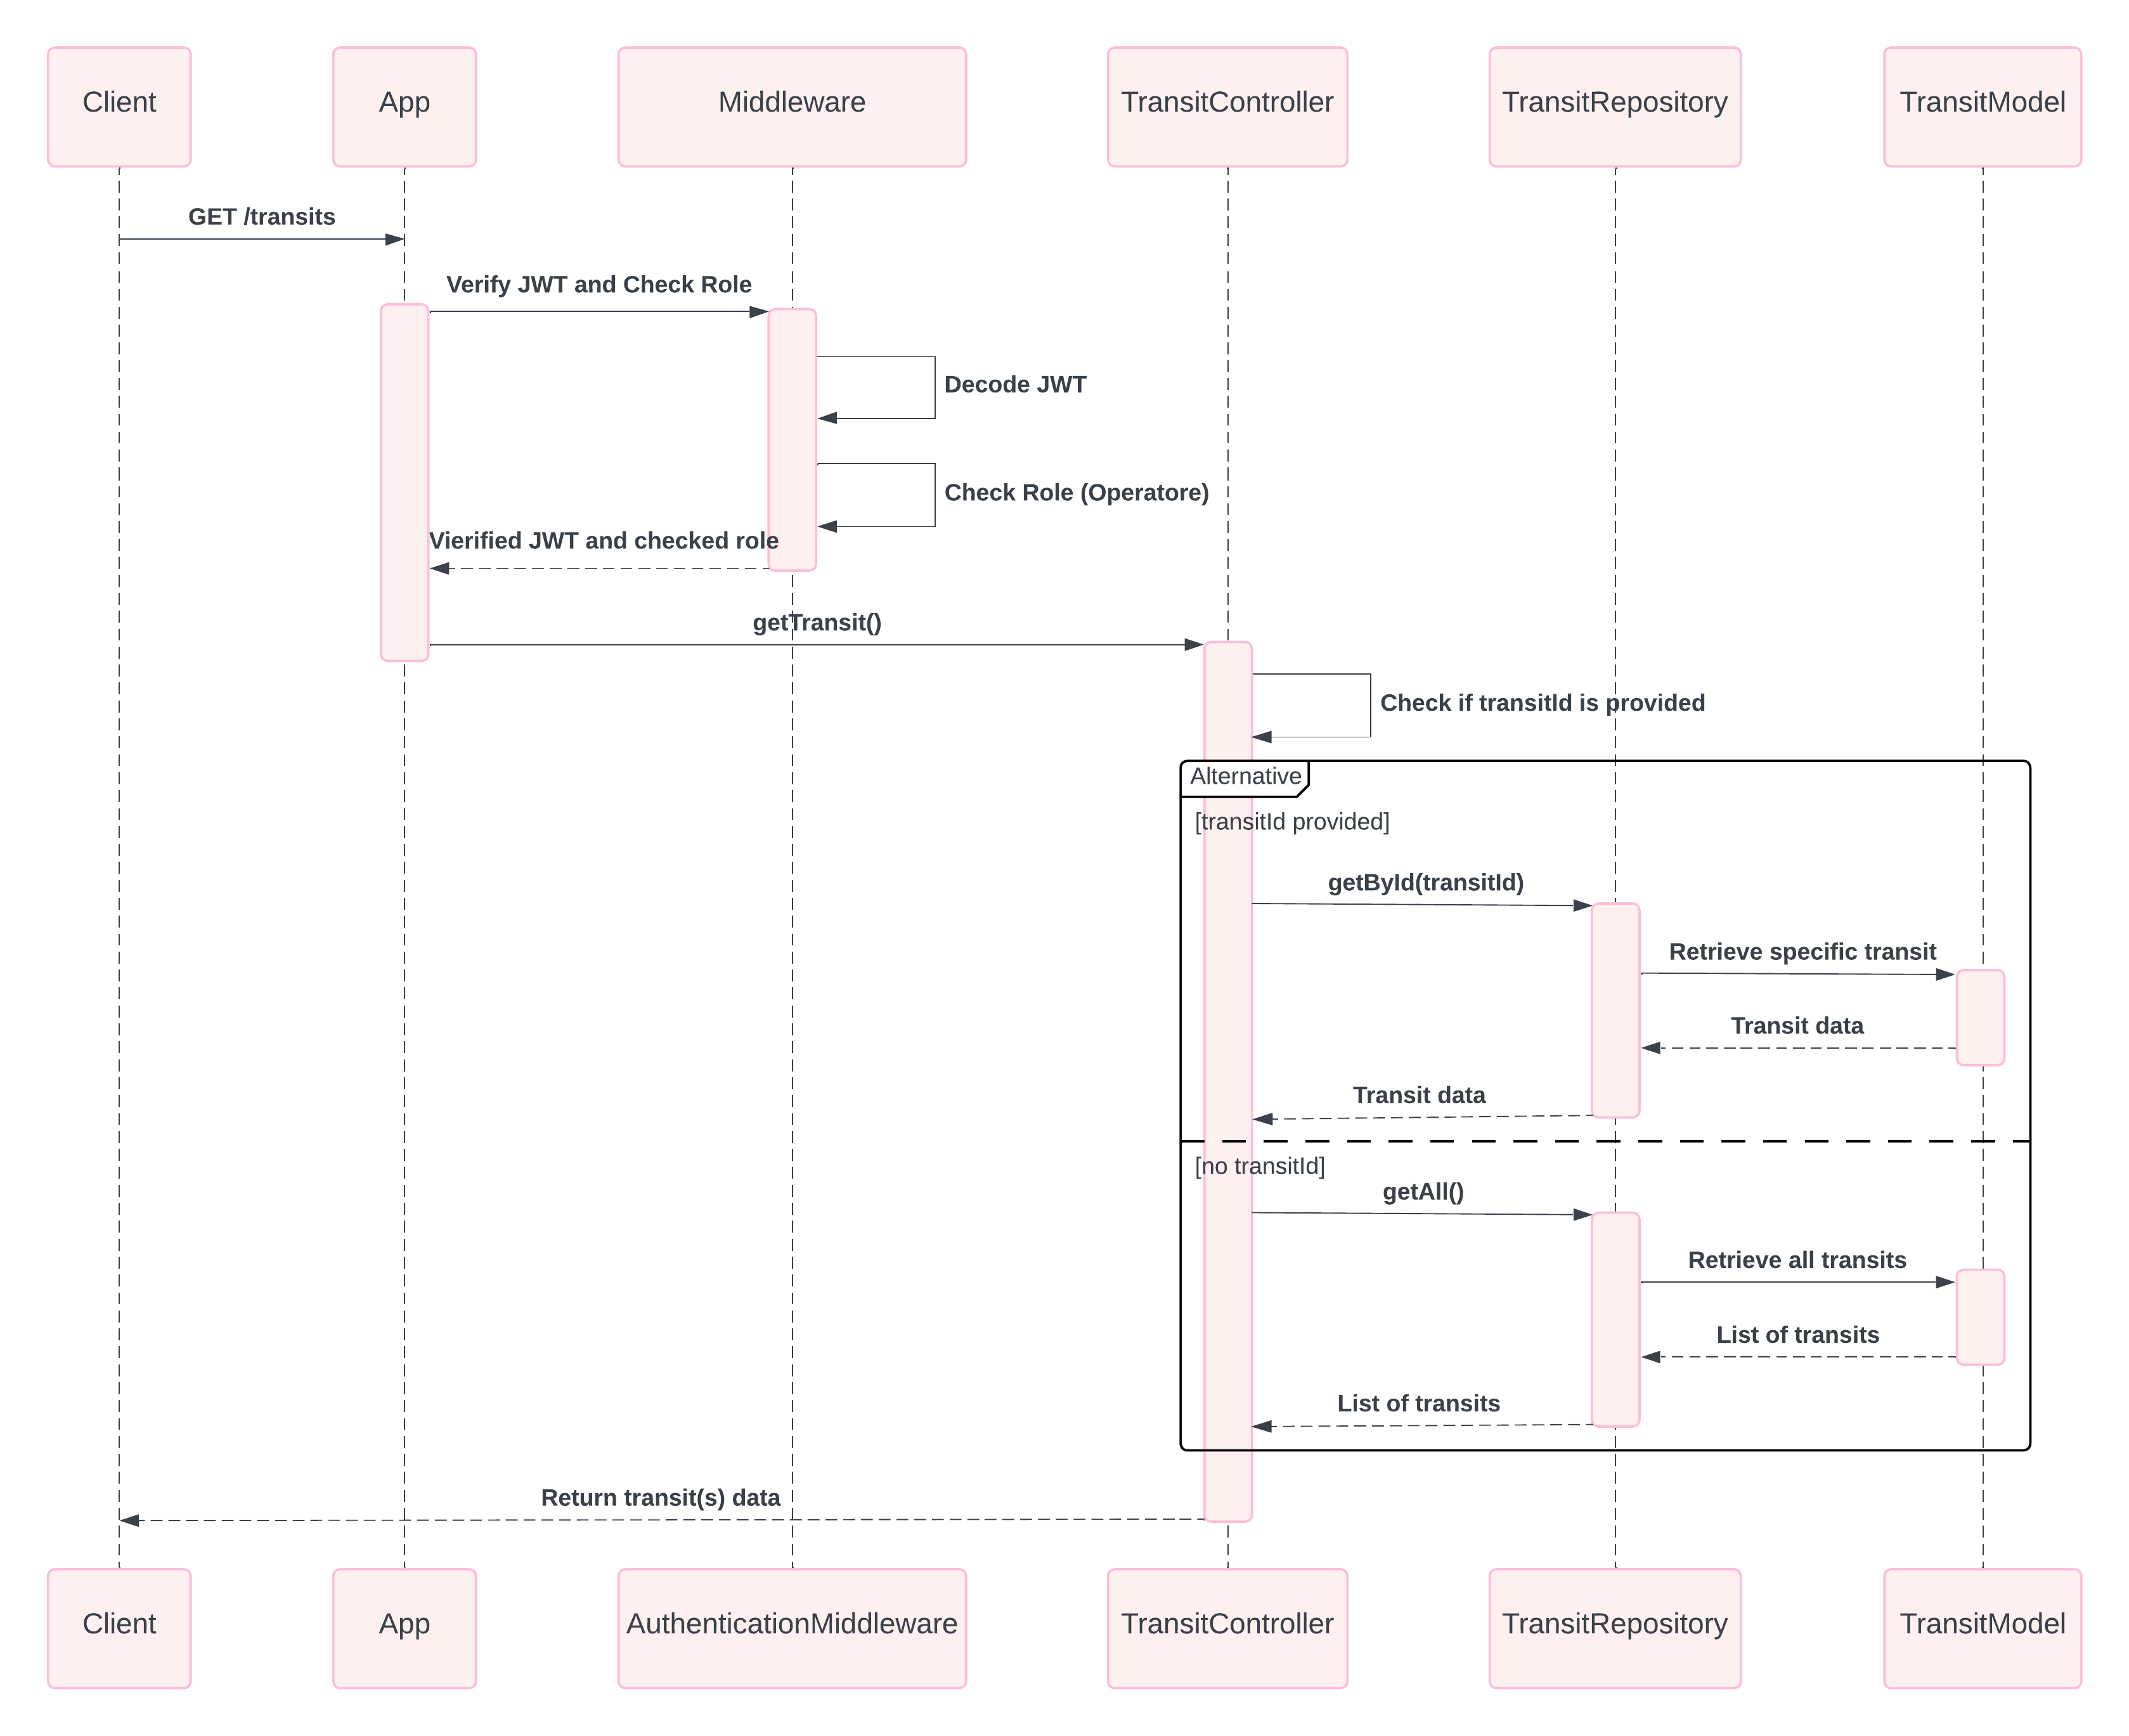 Client
App
Middleware
TransitController
TransitRepository
TransitModel
GET /transits
Verify JWT and Check Role
Decode JWT
Check Role (Operatore)
Vierified JWT and checked role
getTransit()
Check if transitId is provided
Alternative
[transitId provided]
getById(transitId)
Retrieve specific transit
Transit data
Transit data
[no transitId]
getAll()
Retrieve all transits
List of transits
List of transits
Return transit(s) data
Client
App
AuthenticationMiddleware
TransitController
TransitRepository
TransitModel